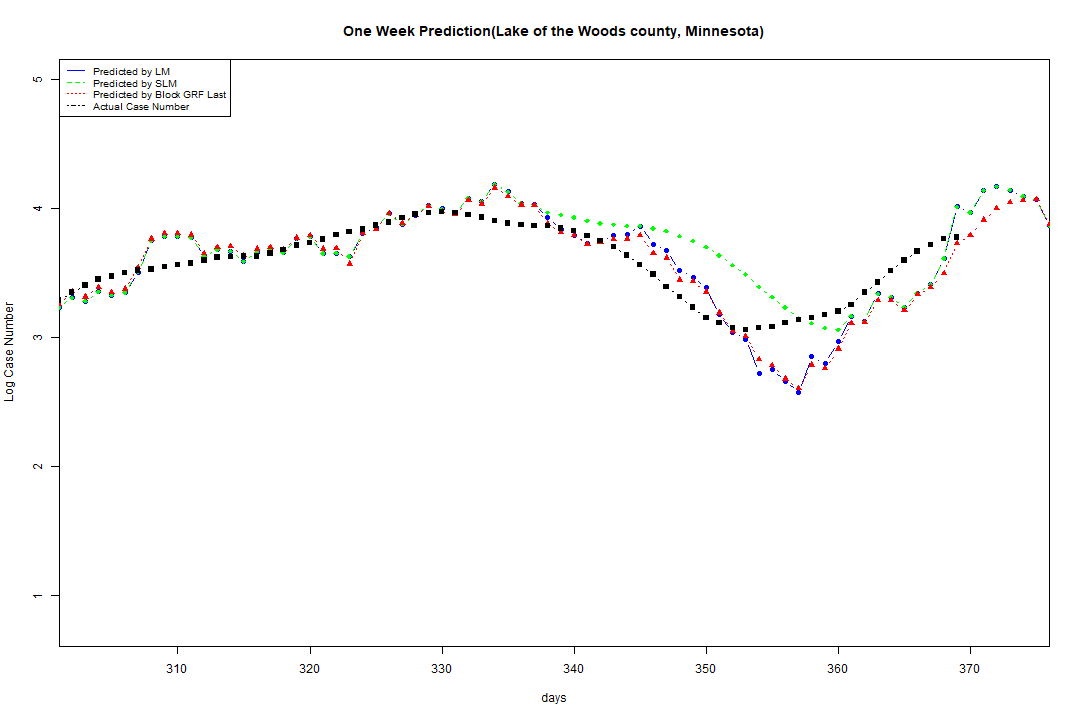 One Week Prediction(Lake of the Woods county, Minnesota)
Predicted by LM
Predicted by SLM
Predicted by Block GRF Last
Actual Case Number
5
4
3
2
1
Log Case Number
310 320 330 340 350 360 370
days